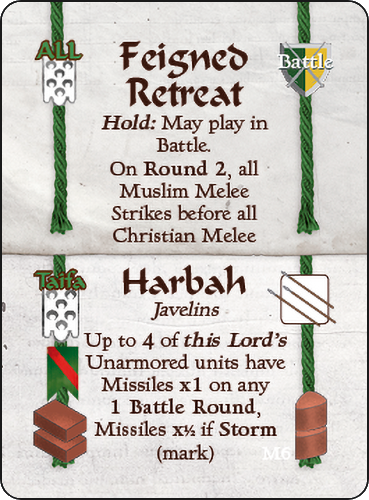 ALL
Feigned
Retreat
Battle
Hold: May play in
Battle.
On Round 2, all
Muslim Melee
Strikes before all
Christian Melee
Taifa
Harbah
Javelins
Up to 4 of this Lord's
Unarmored units have
Missiles x1 on any
1 Battle Round,
Missiles x½ if Storm
(mark)
M6